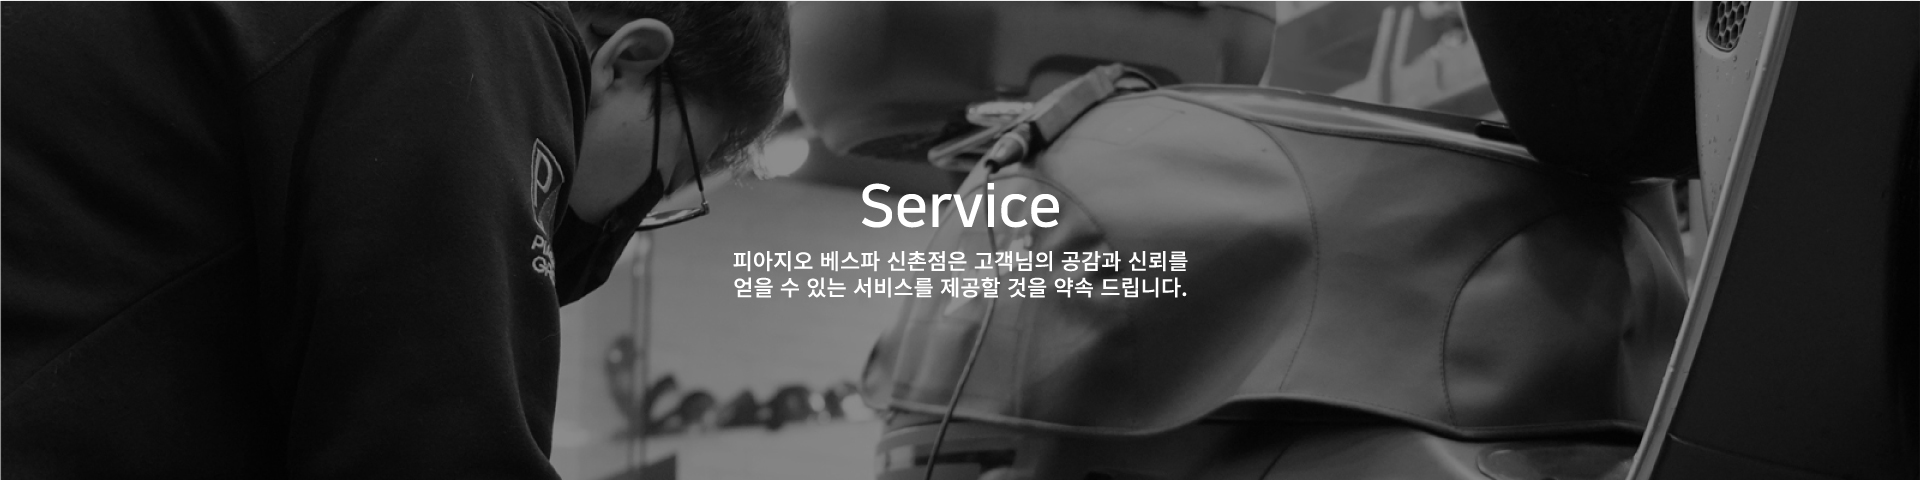 Service
피아지오 베스파 신촌점은 고객님의 공감과 신뢰를
얻을 수 있는 서비스를 제공할 것을 약속 드립니다.